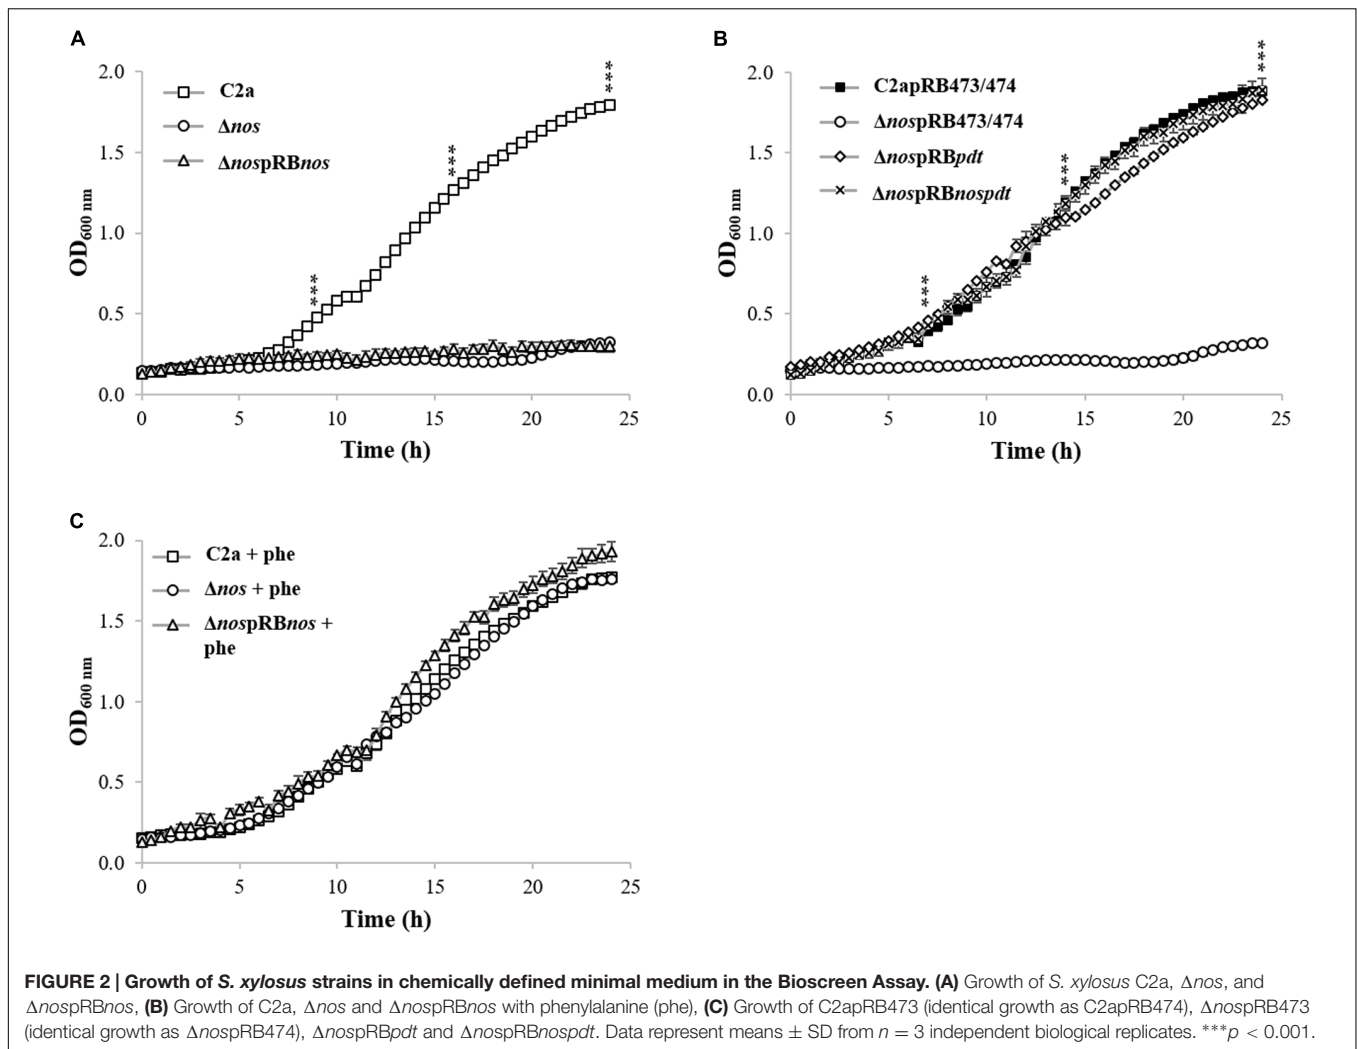 A
2.0
1.5
1.0
0.5
0.0
0
5
10
15
20
25
OD600 nm
Time (h)
C2a
Δnos
ΔnospRBnos
***
***
***
B
2.0
1.5
1.0
0.5
0.0
0
5
10
15
20
25
OD600 nm
Time (h)
C2apRB473/474
ΔnospRB473/474
ΔnospRBpdt
ΔnospRBnospdt
***
***
***
C
2.0
1.5
1.0
0.5
0.0
0
5
10
15
20
25
OD600 nm
Time (h)
C2a + phe
Δnos + phe
ΔnospRBnos +
phe
FIGURE 2 | Growth of S. xylosus strains in chemically defined minimal medium in the Bioscreen Assay. (A) Growth of S. xylosus C2a, Δnos, and
ΔnospRBnos, (B) Growth of C2a, Δnos and ΔnospRBnos with phenylalanine (phe), (C) Growth of C2apRB473 (identical growth as C2apRB474), ΔnospRB473
(identical growth as ΔnospRB474), ΔnospRBpdt and ΔnospRBnospdt. Data represent means ± SD from n = 3 independent biological replicates. ***p < 0.001.